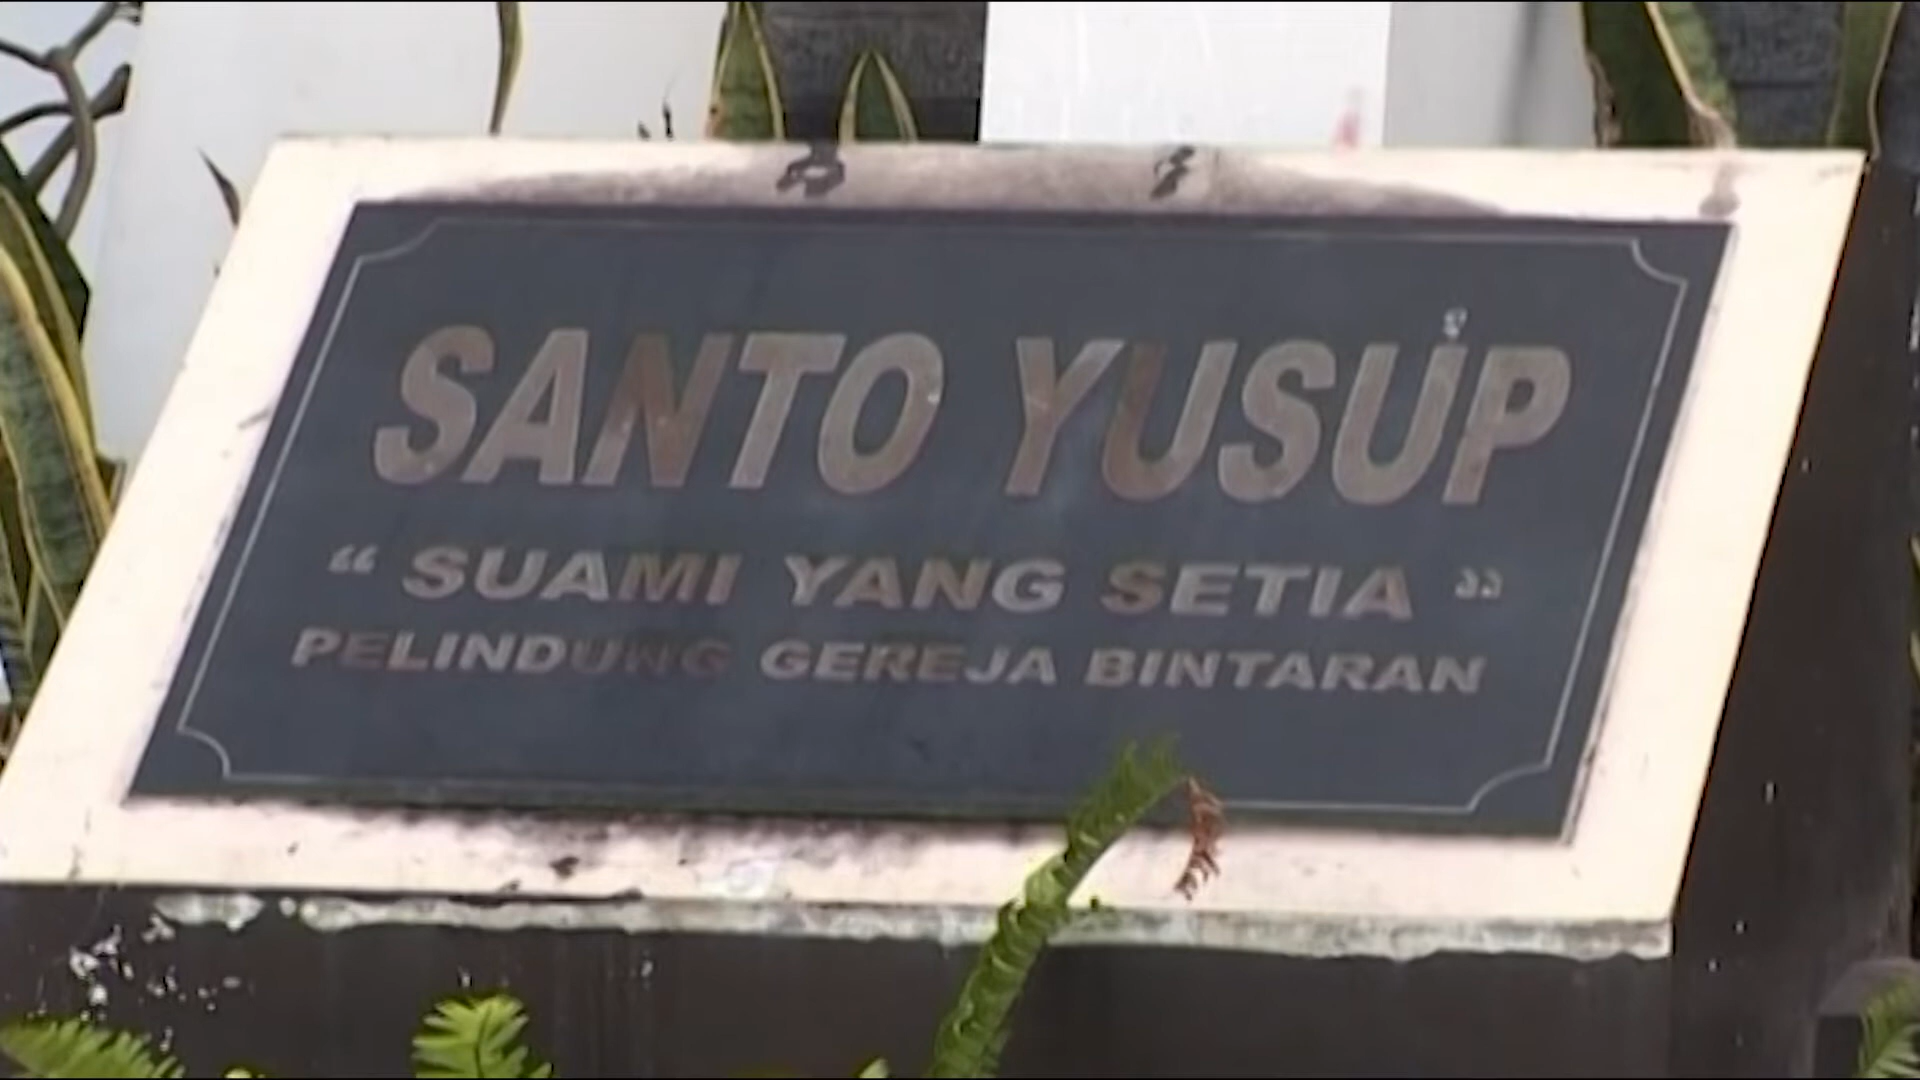 SANTO YUSUP
“ SUAMI YANG SETIA ”
PELINDUNG GEREJA BINTARAN